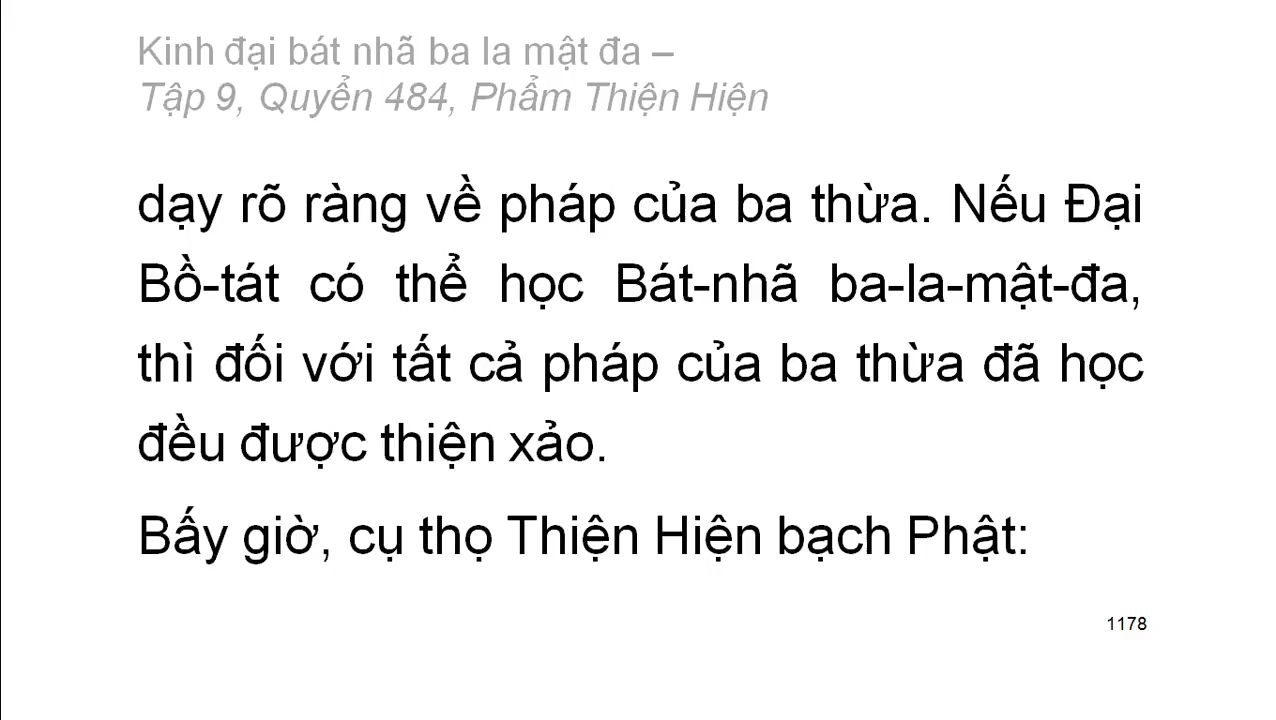 Kinh đại bát nhã ba la mật đa –
Tập 9, Quyển 484, Phẩm Thiện Hiện
dạy rõ ràng về pháp của ba thừa. Nếu Đại
Bồ-tát có thể học Bát-nhã ba-la-mật-đa,
thì đối với tất cả pháp của ba thừa đã học
đều được thiện xảo.
Bấy giờ, cụ thọ Thiện Hiện bạch Phật:
1178